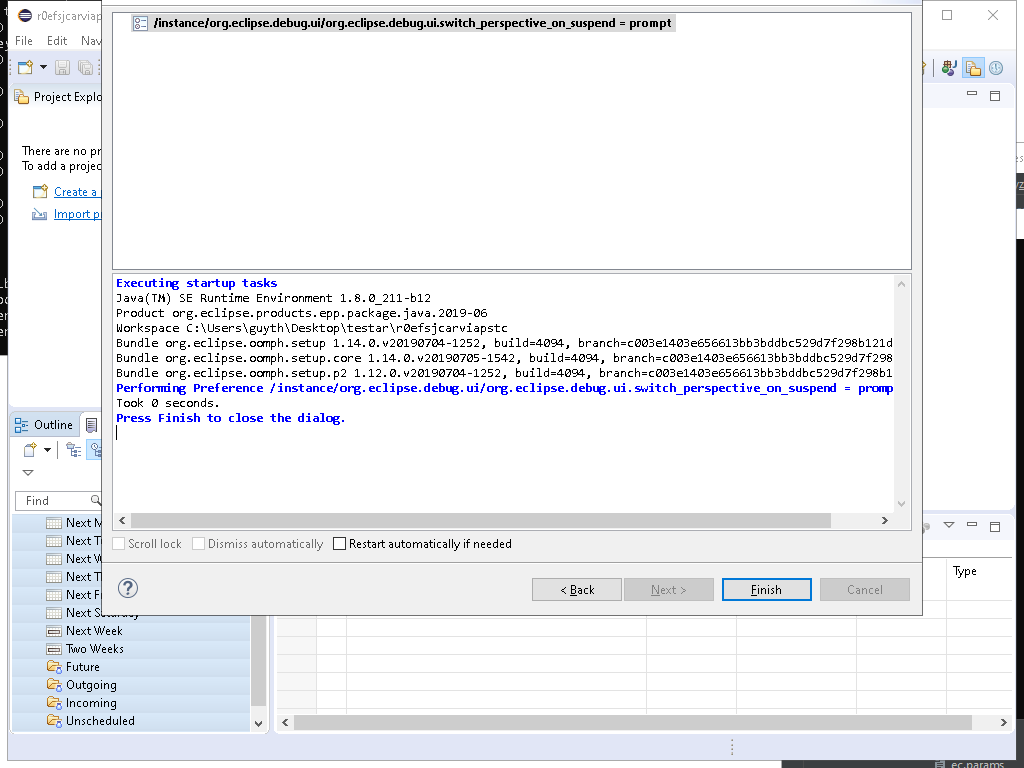 r0efsjcarviap
File Edit Nav
Project Explo
There are no pr
To add a projec
Create a
Import p
/instance/org.eclipse.debug.ui/org.eclipse.debug.ui.switch_perspective_on_suspend = prompt
Executing startup tasks
Java(TM) SE Runtime Environment 1.8.0_211-b12
Product org.eclipse.products.epp.package.java.2019-06
Workspace C:\Users\guyth\Desktop\testar\r0efsjcarviapstc
Bundle org.eclipse.oomph.setup 1.14.0.v20190704-1252, build=4094, branch=c003e1403e656613bb3bddbc529d7f298b121d
Bundle org.eclipse.oomph.setup.core 1.14.0.v20190705-1542, build=4094, branch=c003e1403e656613bb3bddbc529d7f298
Bundle org.eclipse.oomph.setup.p2 1.12.0.v20190704-1252, build=4094, branch=c003e1403e656613bb3bddbc529d7f298b1
Performing Preference /instance/org.eclipse.debug.ui/org.eclipse.debug.ui.switch_perspective_on_suspend = promp
Took 0 seconds.
Press Finish to close the dialog.
Scroll lock Dismiss automatically Restart automatically if needed
< Back Next > Finish Cancel
Outline
Find
Next M
Next T
Next W
Next T
Next F
Next Saturday
Next Week
Two Weeks
Future
Outgoing
Incoming
Unscheduled
Type
ec.params